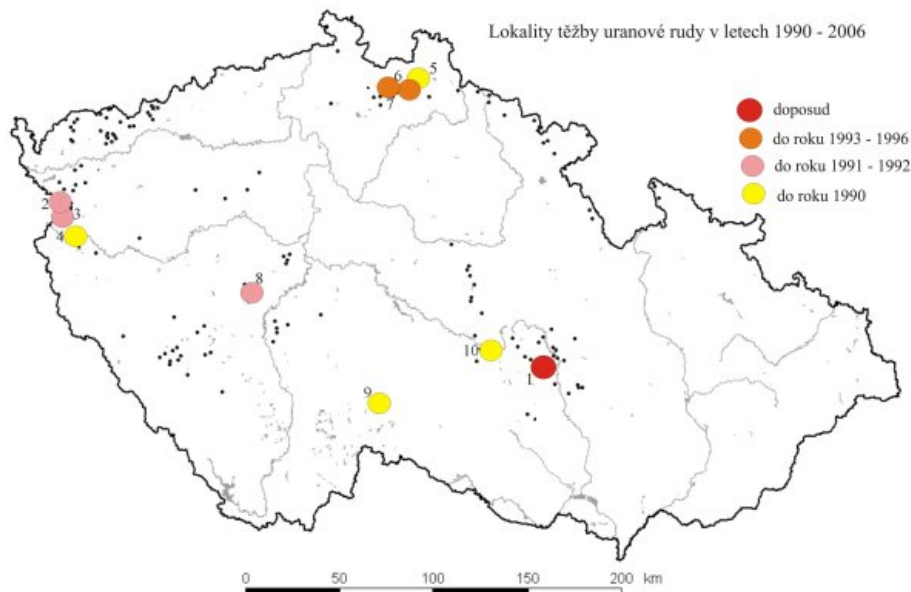 Lokality těžby uranové rudy v letech 1990 - 2006
doposud
do roku 1993 - 1996
do roku 1991 - 1992
do roku 1990
6
5
7
2
3
4
8
10
1
9
0
50
100
150
200 km